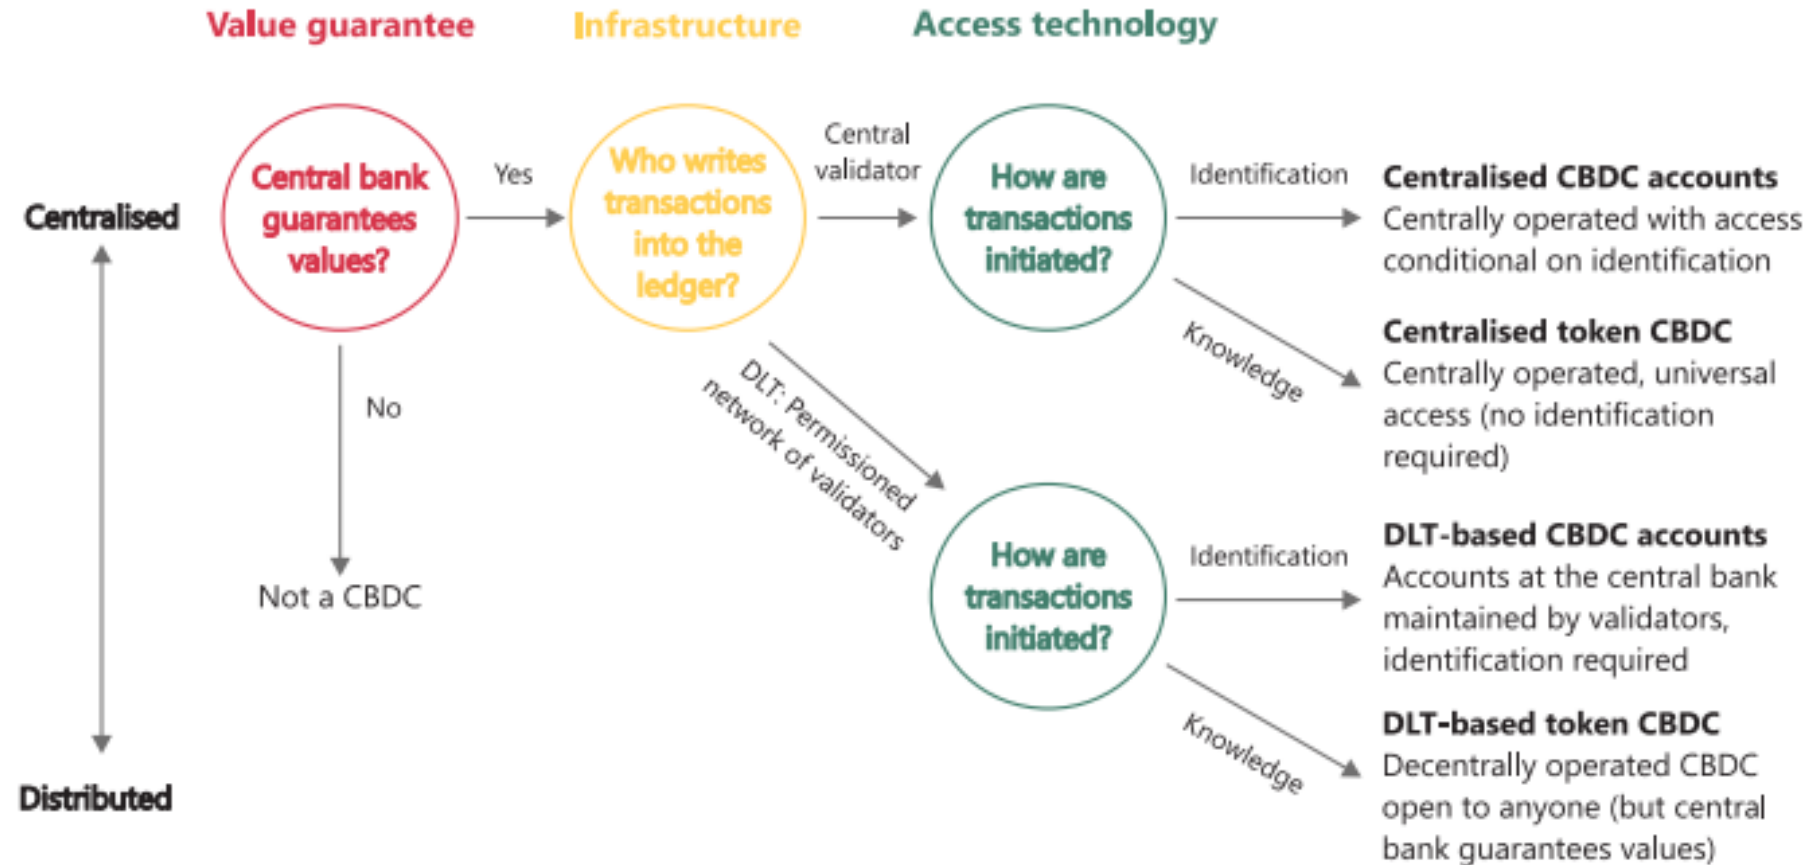 Value guarantee
Infrastructure
Access technology
Centralised
Distributed
Central bank
guarantees
values?
Yes
No
Not a CBDC
Who writes
transactions
into the
ledger?
Central
validator
DLT: Permissioned
network of validators
How are
transactions
initiated?
Identification
Knowledge
Centralised CBDC accounts
Centrally operated with access
conditional on identification
Centralised token CBDC
Centrally operated, universal
access (no identification
required)
How are
transactions
initiated?
Identification
Knowledge
DLT-based CBDC accounts
Accounts at the central bank
maintained by validators,
identification required
DLT-based token CBDC
Decentrally operated CBDC
open to anyone (but central
bank guarantees values)